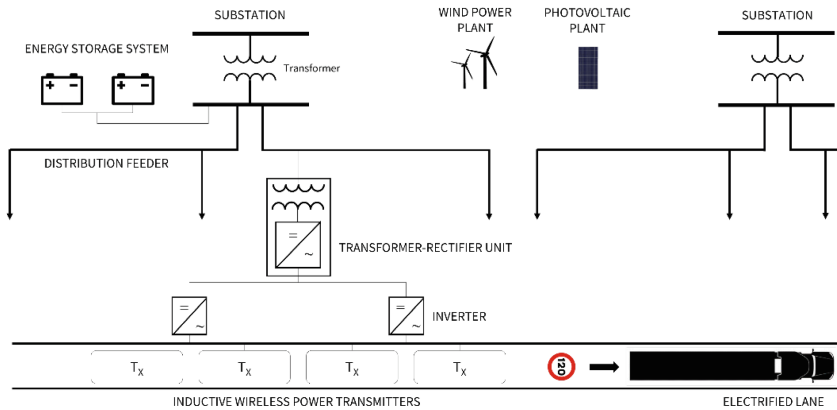 SUBSTATION
WIND POWER
PLANT
PHOTOVOLTAIC
PLANT
SUBSTATION
ENERGY STORAGE SYSTEM
Transformer
+ −
+ −
DISTRIBUTION FEEDER
=
~
TRANSFORMER-RECTIFIER UNIT
=
~
=
~
INVERTER
TX
TX
TX
TX
120
INDUCTIVE WIRELESS POWER TRANSMITTERS
ELECTRIFIED LANE